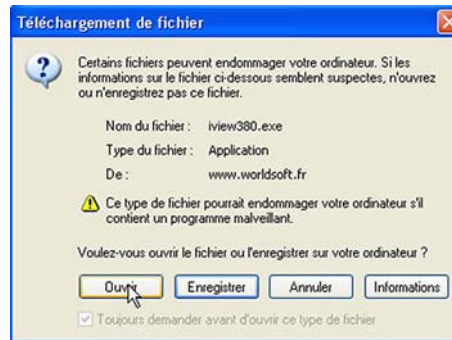 Téléchargement de fichier
Certains fichiers peuvent endommager votre ordinateur. Si les
informations sur le fichier ci-dessous semblent suspectes, n'ouvrez
ou n'enregistrez pas ce fichier.
Nom du fichier : iview380.exe
Type du fichier : Application
De : www.worldsoft.fr
Ce type de fichier pourrait endommager votre ordinateur s'il
contient un programme malveillant.
Voulez-vous ouvrir le fichier ou l'enregistrer sur votre ordinateur ?
Ouvrir Enregistrer Annuler Informations
Toujours demander avant d'ouvrir ce type de fichier